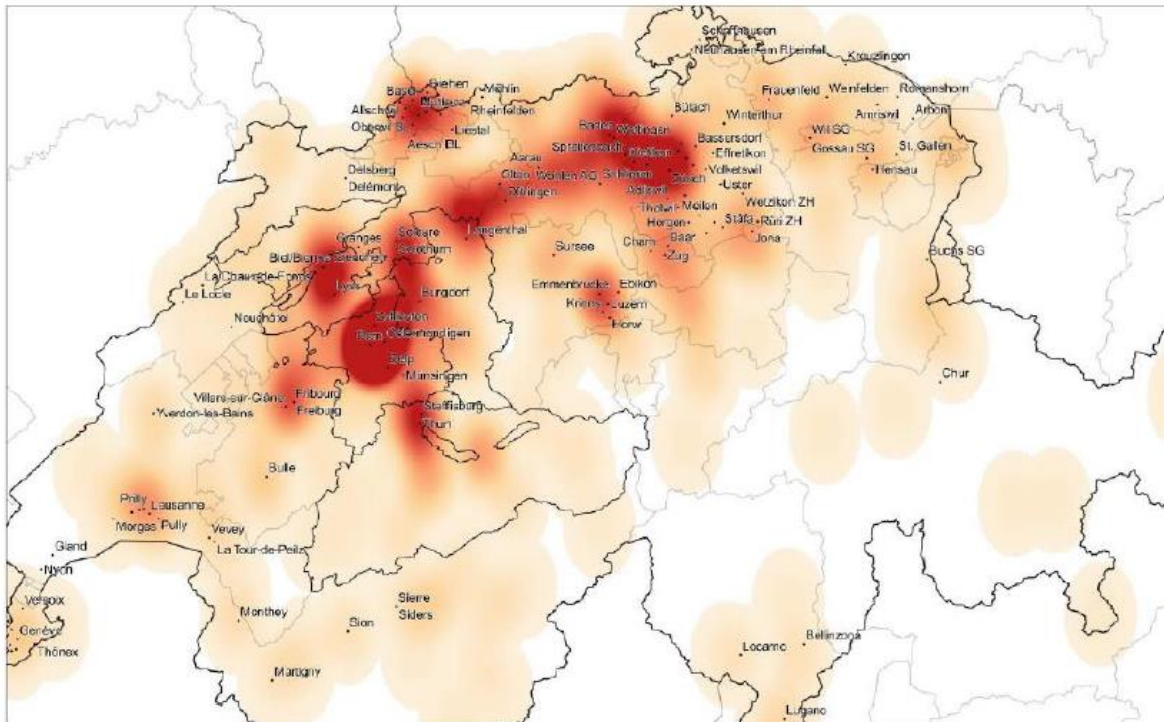 Schaffhausen
Neuhausen am Rheinfall
Kreuzlingen
Riehen
Möhlin
Basel
Rheinfelden
Allschwil
Liestal
Aesch BL
Frauenfeld
Weinfelden
Romanshorn
Amriswil
Arbon
Bülach
Winterthur
Wil SG
Gossau SG
St. Gallen
Herisau
Baden
Wettingen
Bassersdorf
Spreitenbach
Dietikon
Effretikon
Volketswil
Schlieren
Uster
Adliswil
Wetzikon ZH
Thalwil
Meilen
Horgen
Stäfa
Rüti ZH
Jona
Baar
Cham
Zug
Aarau
Olten
Wohlen AG
Oftringen
Langenthal
Delsberg
Delémont
Granges
Soleure
Solothurn
Biel/Bienne
La Chaux-de-Fonds
Lyss
Le Locle
Burgdorf
Neuchâtel
Zollikofen
Bern
Belp
Münsingen
Sursee
Emmenbrücke
Ebikon
Kriens
Luzern
Horw
Buchs SG
Chur
Villars-sur-Glâne
Fribourg
Freiburg
Yverdon-les-Bains
Steffisburg
Thun
Bulle
Prilly
Lausanne
Morges
Pully
Vevey
La Tour-de-Peilz
Gland
Nyon
Versoix
Genève
Thônex
Monthey
Sion
Sierre
Siders
Martigny
Locarno
Bellinzona
Lugano